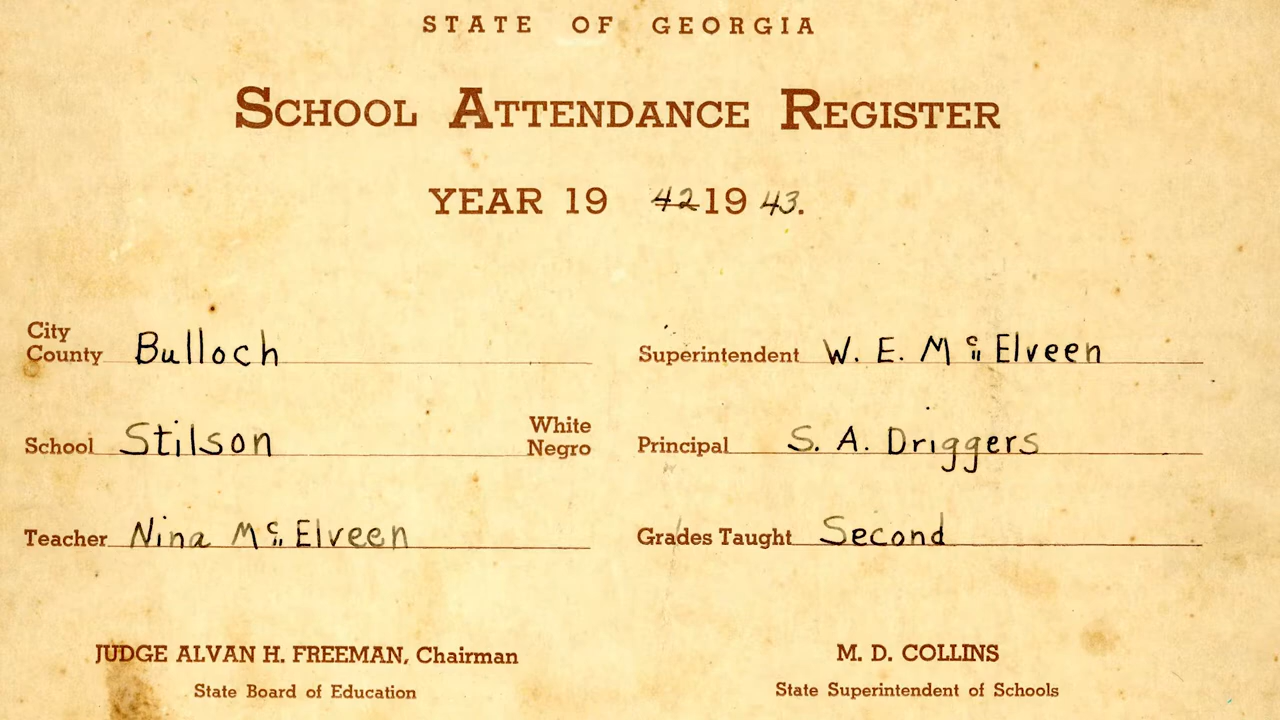 STATE OF GEORGIA
SCHOOL ATTENDANCE REGISTER
YEAR 19 42 19 43.
City
County Bulloch
Superintendent W. E. McElveen
School Stilson
White
Negro
Principal S. A. Driggers
Teacher Nina McElveen
Grades Taught Second
JUDGE ALVAN H. FREEMAN, Chairman
State Board of Education
M. D. COLLINS
State Superintendent of Schools